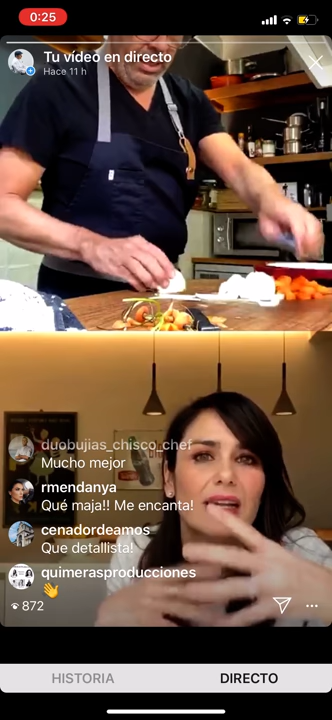 0:25
Tu vídeo en directo
Hace 11 h
duobujias_chisco_chef
Mucho mejor
rmendanya
Qué maja!! Me encanta!
cenadordeamos
Que detallista!
quimerasproducciones
👋
872
HISTORIA
DIRECTO